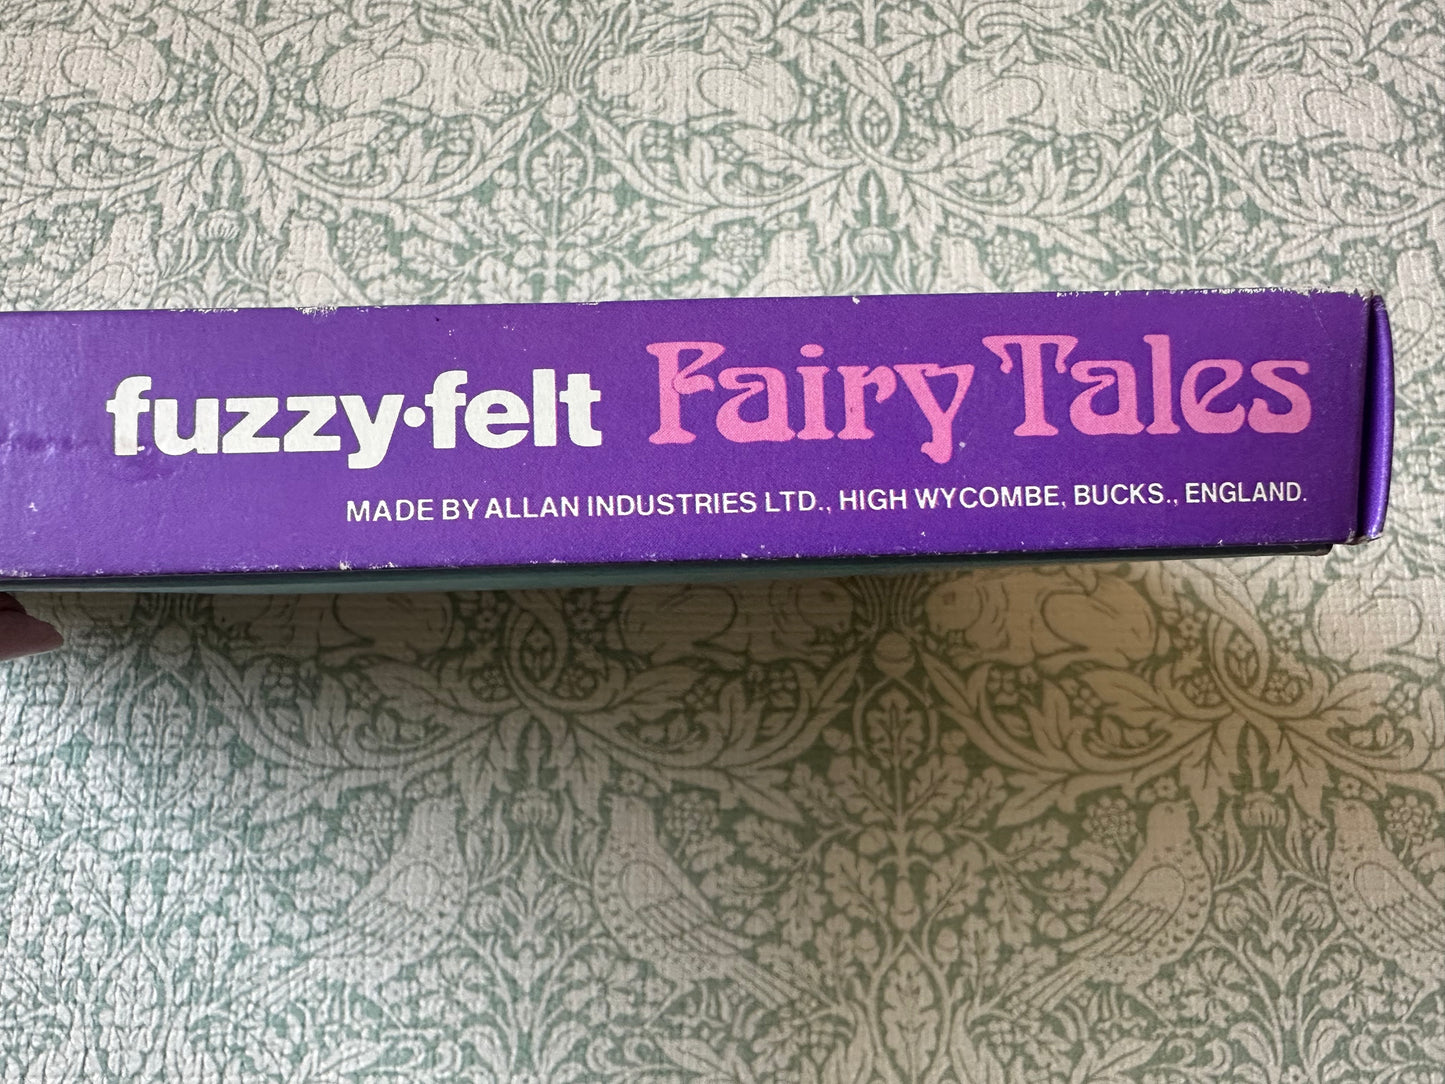 fuzzy·felt Fairy Tales
MADE BY ALLAN INDUSTRIES LTD., HIGH WYCOMBE, BUCKS., ENGLAND.